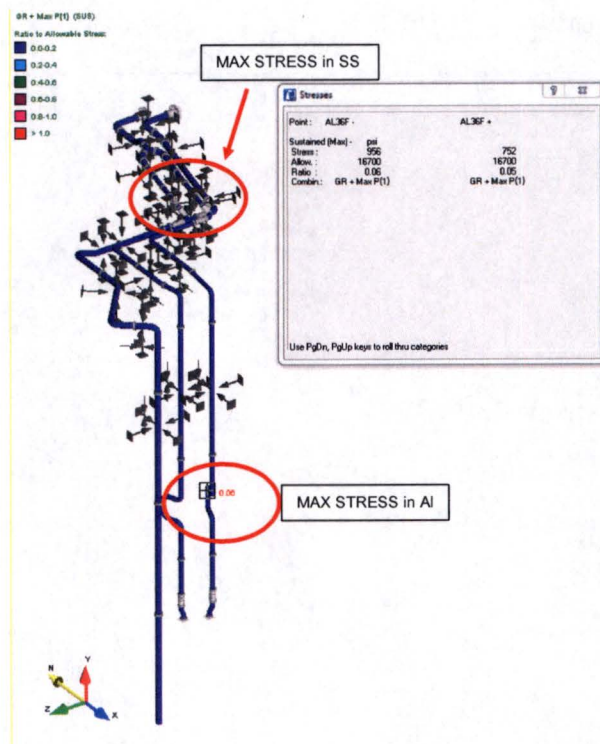 GR + Max P{1} (SUS)
Ratio to Allowable Stress:
0.0-0.2
0.2-0.4
0.4-0.6
0.6-0.8
0.8-1.0
> 1.0
MAX STRESS in SS
Stresses
Point : AL36F - AL36F +
Sustained (Max) - psi
Stress : 956 752
Allow. : 16700 16700
Ratio : 0.06 0.05
Combin.: GR + Max P{1} GR + Max P{1}
Use PgDn, PgUp keys to roll thru categories
0.06
MAX STRESS in Al
N
Y
Z
X